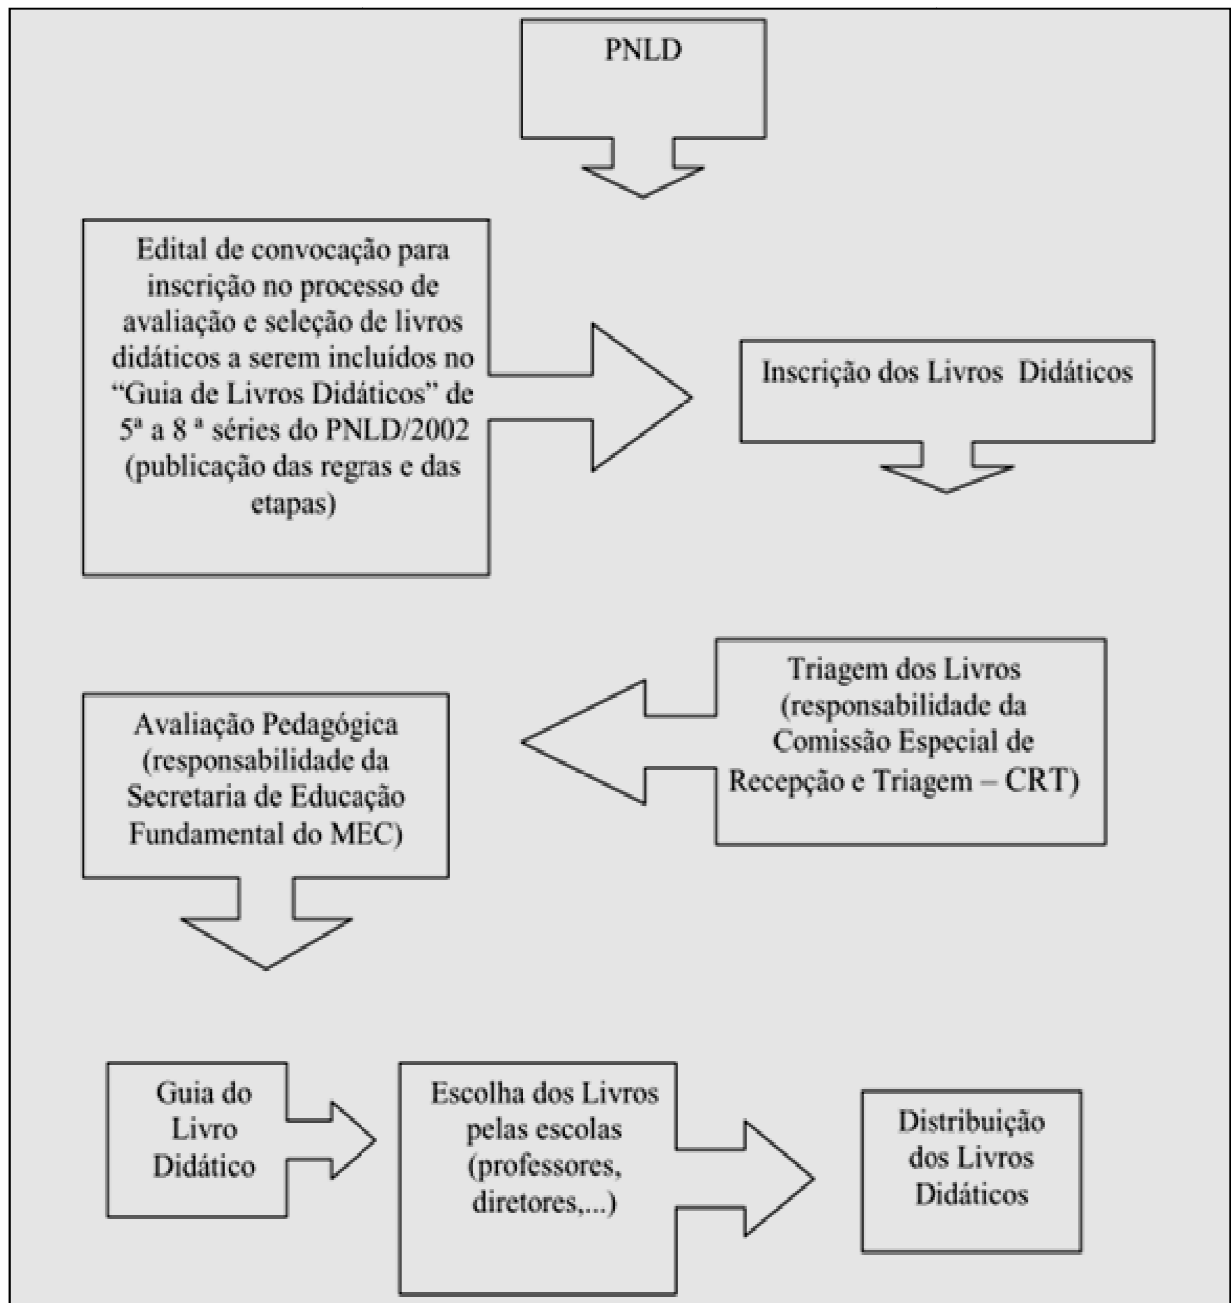 PNLD
Edital de convocação para
inscrição no processo de
avaliação e seleção de livros
didáticos a serem incluídos no
“Guia de Livros Didáticos” de
5ª a 8 ª séries do PNLD/2002
(publicação das regras e das
etapas)
Inscrição dos Livros Didáticos
Triagem dos Livros
(responsabilidade da
Comissão Especial de
Recepção e Triagem – CRT)
Avaliação Pedagógica
(responsabilidade da
Secretaria de Educação
Fundamental do MEC)
Guia do
Livro
Didático
Escolha dos Livros
pelas escolas
(professores,
diretores,...)
Distribuição
dos Livros
Didáticos